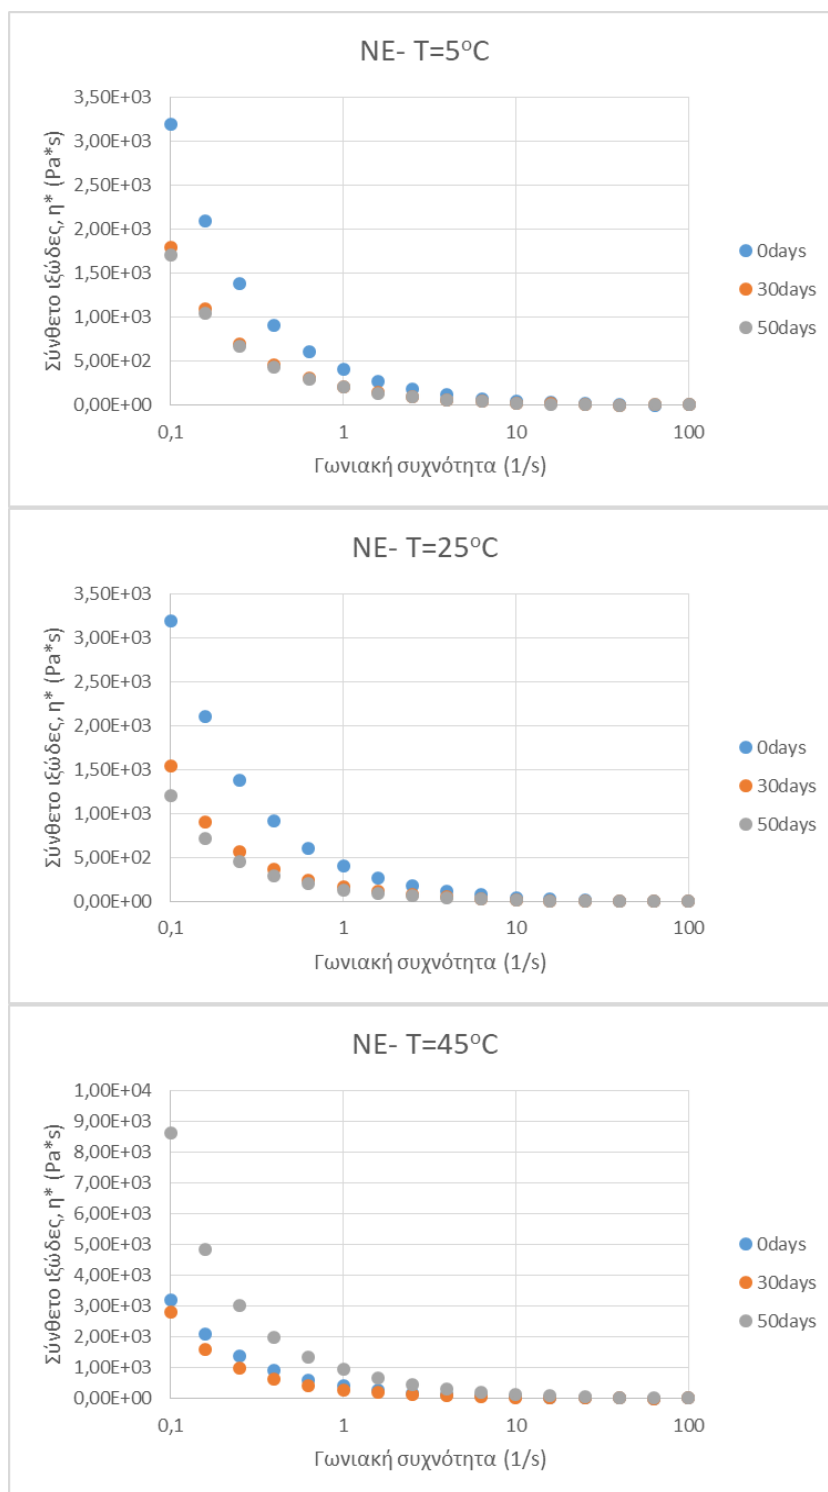 NE- T=5°C
Σύνθετο ιξώδες, η* (Pa*s)
3,50E+03
3,00E+03
2,50E+03
2,00E+03
1,50E+03
1,00E+03
5,00E+02
0,00E+00
0,1 1 10 100
Γωνιακή συχνότητα (1/s)
0days
30days
50days
NE- T=25°C
Σύνθετο ιξώδες, η* (Pa*s)
3,50E+03
3,00E+03
2,50E+03
2,00E+03
1,50E+03
1,00E+03
5,00E+02
0,00E+00
0,1 1 10 100
Γωνιακή συχνότητα (1/s)
0days
30days
50days
NE- T=45°C
Σύνθετο ιξώδες, η* (Pa*s)
1,00E+04
9,00E+03
8,00E+03
7,00E+03
6,00E+03
5,00E+03
4,00E+03
3,00E+03
2,00E+03
1,00E+03
0,00E+00
0,1 1 10 100
Γωνιακή συχνότητα (1/s)
0days
30days
50days